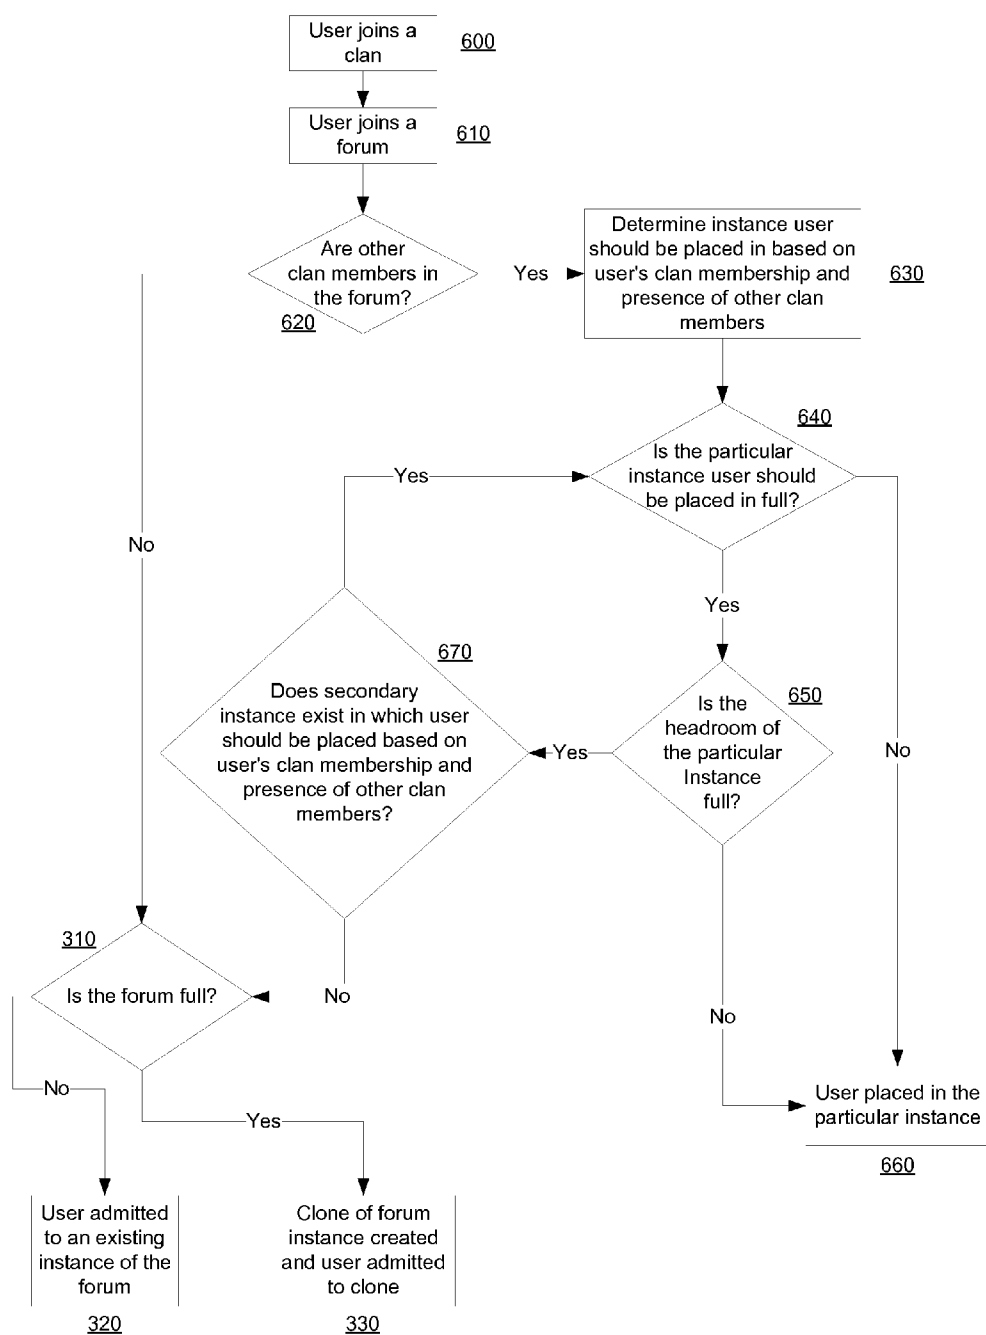 User joins a
clan
600
User joins a
forum
610
Are other
clan members in
the forum?
620
Yes
Determine instance user
should be placed in based on
user's clan membership and
presence of other clan
members
630
640
Is the particular
instance user should
be placed in full?
Yes
No
Yes
No
670
Does secondary
instance exist in which user
should be placed based on
user's clan membership and
presence of other clan
members?
650
Is the
headroom of
the particular
Instance
full?
Yes
No
No
310
Is the forum full?
No
Yes
User placed in the
particular instance
660
User admitted
to an existing
instance of the
forum
320
Clone of forum
instance created
and user admitted
to clone
330